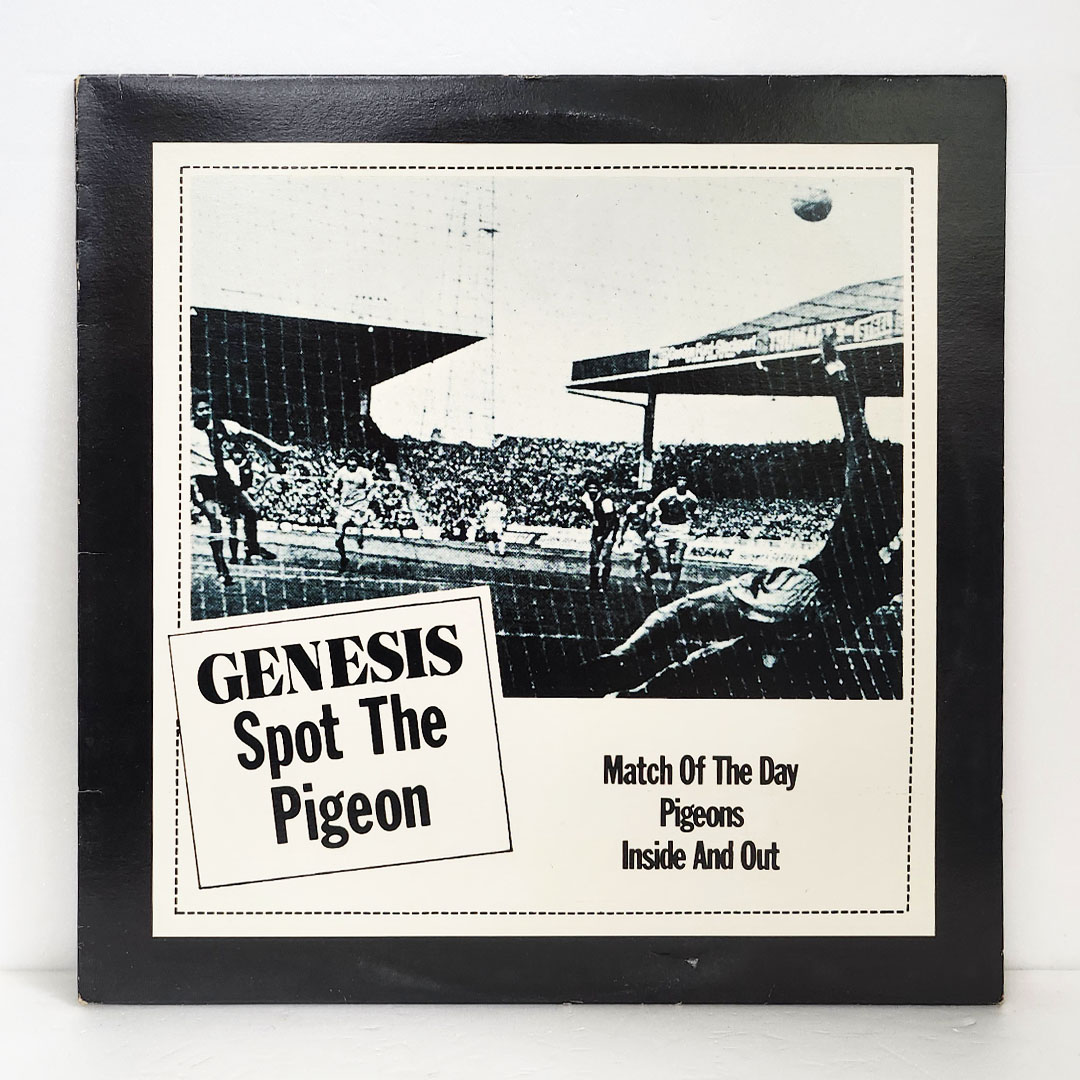 GENESIS
Spot The
Pigeon
Match Of The Day
Pigeons
Inside And Out